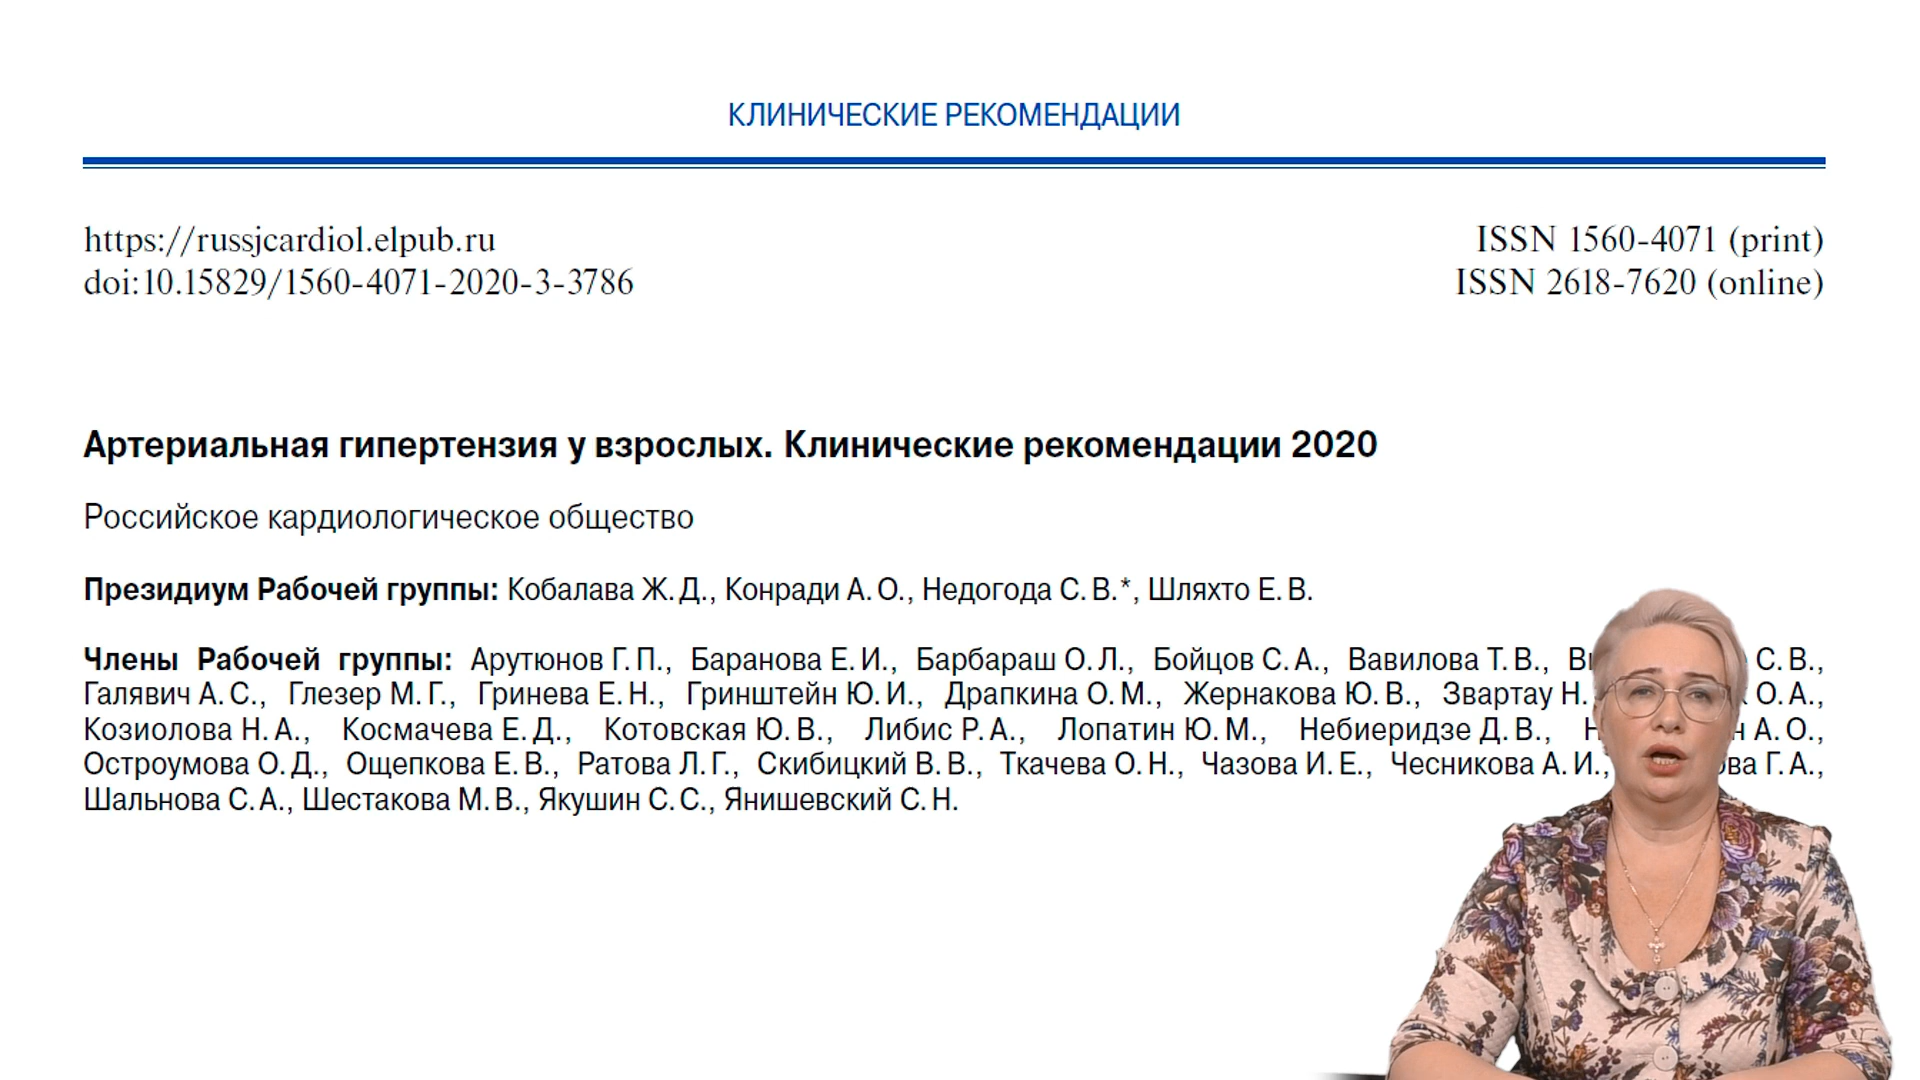 КЛИНИЧЕСКИЕ РЕКОМЕНДАЦИИ
https://russjcardiol.elpub.ru
doi:10.15829/1560-4071-2020-3-3786
ISSN 1560-4071 (print)
ISSN 2618-7620 (online)
Артериальная гипертензия у взрослых. Клинические рекомендации 2020
Российское кардиологическое общество
Президиум Рабочей группы: Кобалава Ж. Д., Конради А. О., Недогода С. В.*, Шляхто Е. В.
Члены Рабочей группы: Арутюнов Г. П., Баранова Е. И., Барбараш О. Л., Бойцов С. А., Вавилова Т. В., С. В.,
Галявич А. С., Глезер М. Г., Гринева Е. Н., Гринштейн Ю. И., Драпкина О. М., Жернакова Ю. В., Звартау Н. О. А.,
Козиолова Н. А., Космачева Е. Д., Котовская Ю. В., Либис Р. А., Лопатин Ю. М., Небиеридзе Д. В., А. О.,
Остроумова О. Д., Ощепкова Е. В., Ратова Л. Г., Скибицкий В. В., Ткачева О. Н., Чазова И. Е., Чесникова А. И., Г. А.,
Шальнова С. А., Шестакова М. В., Якушин С. С., Янишевский С. Н.